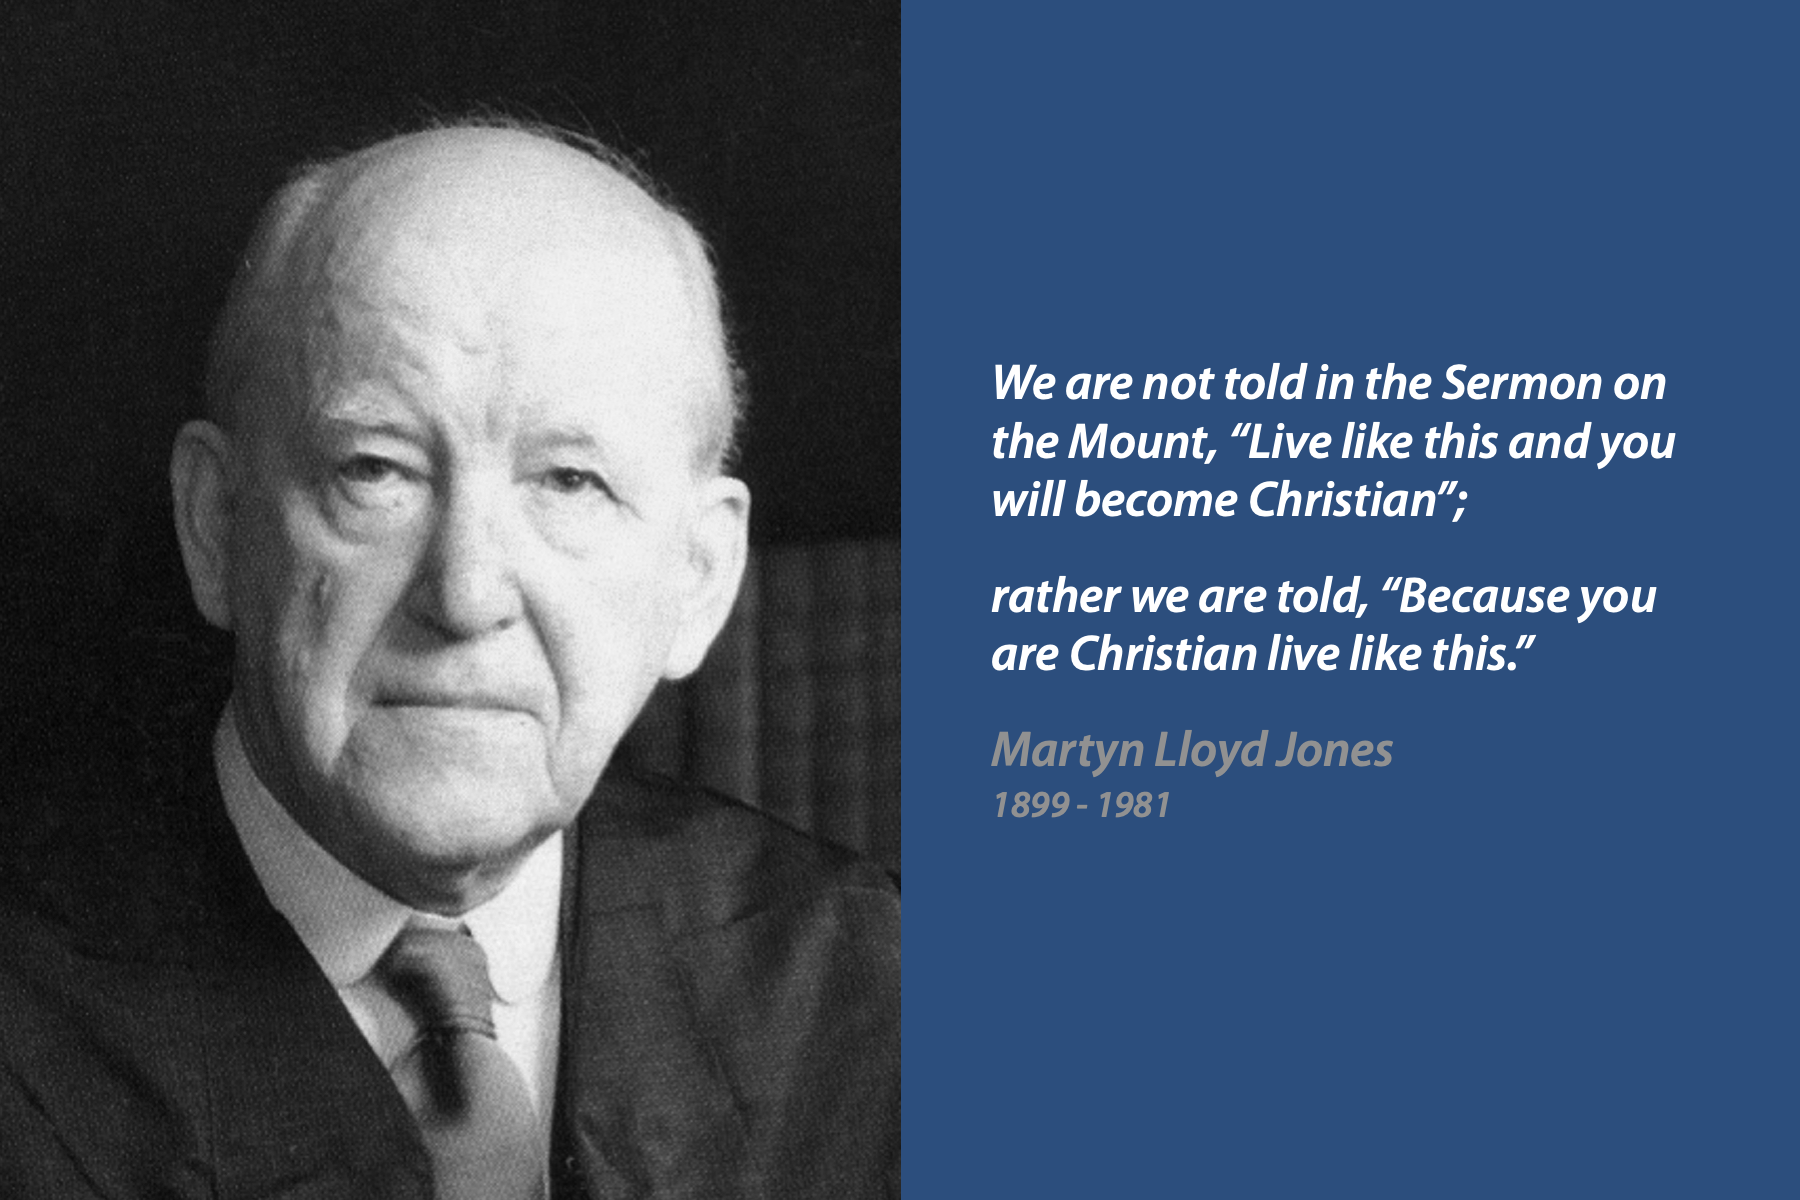 We are not told in the Sermon on
the Mount, “Live like this and you
will become Christian”;
rather we are told, “Because you
are Christian live like this.”
Martyn Lloyd Jones
1899 - 1981